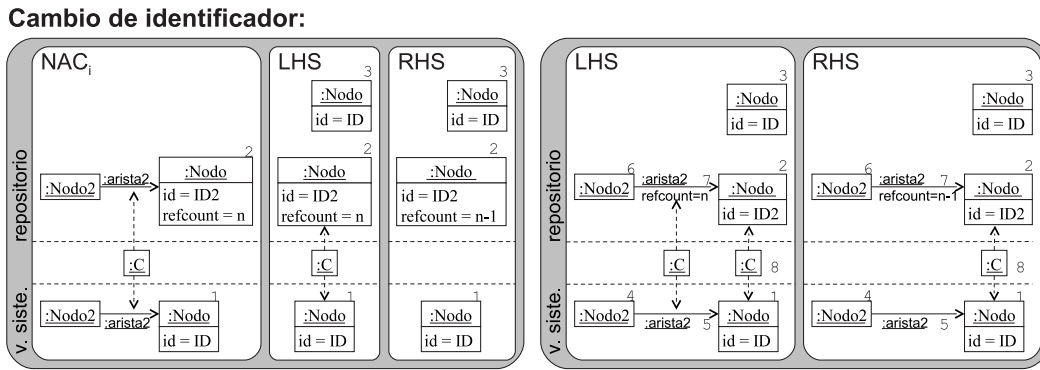 Cambio de identificador:
repositorio
v. siste.
NACi
2
:Nodo
id = ID2
refcount = n
:Nodo2
:arista2
:C
1
:Nodo2
:arista2
:Nodo
id = ID
LHS
3
:Nodo
id = ID
2
:Nodo
id = ID2
refcount = n
:C
1
:Nodo
id = ID
RHS
3
:Nodo
id = ID
2
:Nodo
id = ID2
refcount = n-1
1
:Nodo
id = ID
repositorio
v. siste.
LHS
3
:Nodo
id = ID
6
:Nodo2
:arista2
7
refcount=n
2
:Nodo
id = ID2
:C
:C
8
4
:Nodo2
:arista2
5
1
:Nodo
id = ID
RHS
3
:Nodo
id = ID
6
:Nodo2
:arista2
7
refcount=n-1
2
:Nodo
id = ID2
:C
8
4
:Nodo2
:arista2
5
1
:Nodo
id = ID